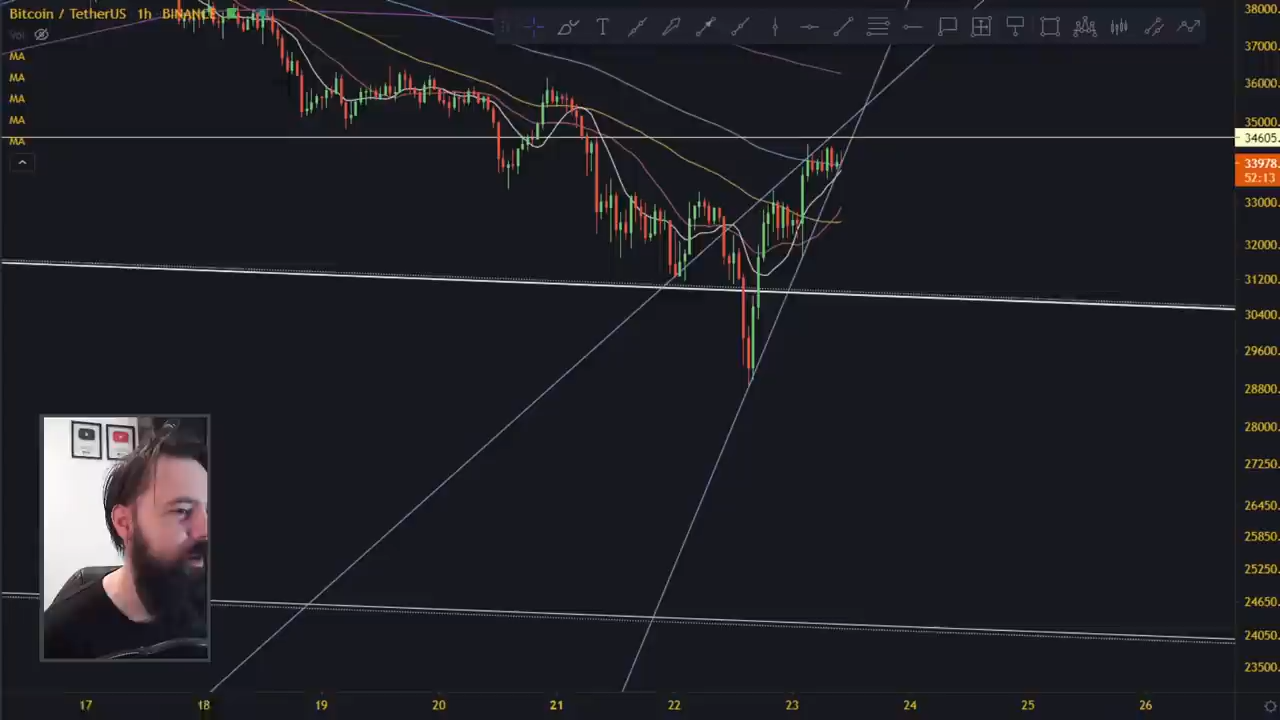 Bitcoin / TetherUS 1h BINANCE
Vol
MA
MA
MA
MA
MA
38000.
37000.
36000.
35000.
34605.
33978.
52:13
33000.
32000.
31200.
30400.
29600.
28800.
28000.
27250.
26450.
25850.
25250.
24650.
24050.
23500.
17 18 19 20 21 22 23 24 25 26